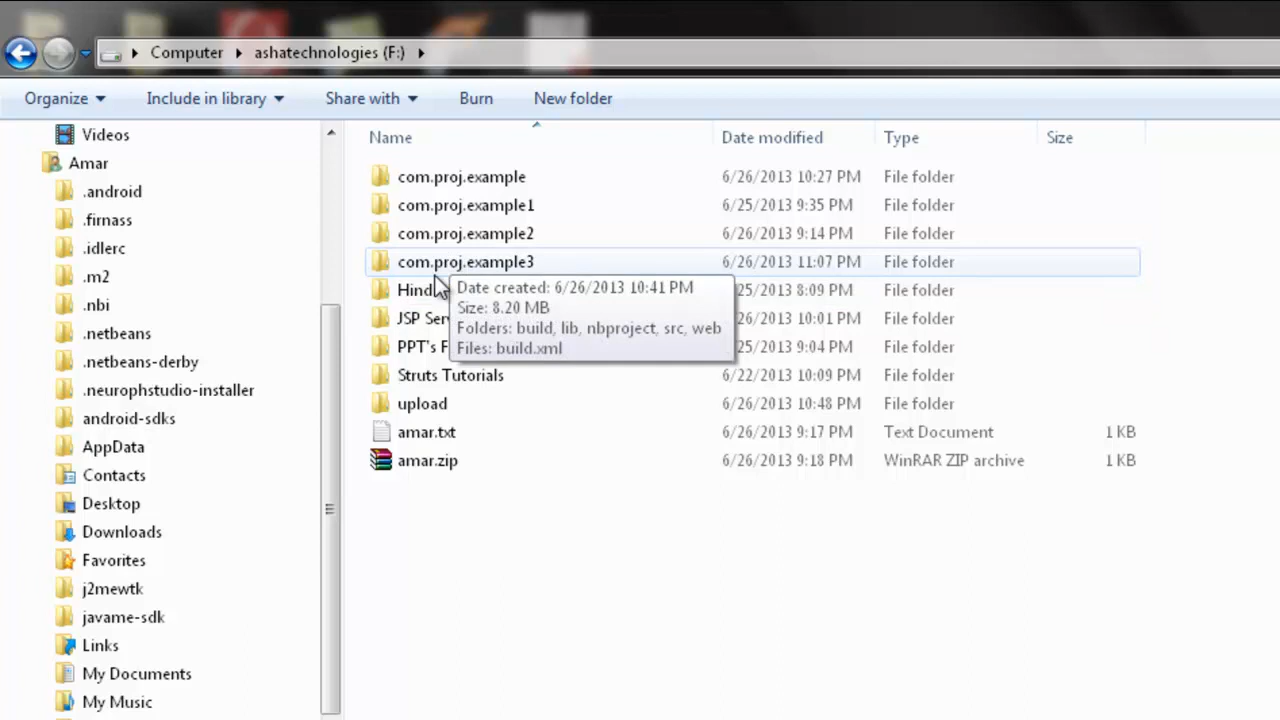 Computer ashatechnologies (F:)
Organize Include in library Share with Burn New folder
Videos
Amar
.android
.firnass
.idlerc
.m2
.nbi
.netbeans
.netbeans-derby
.neurophstudio-installer
android-sdks
AppData
Contacts
Desktop
Downloads
Favorites
j2mewtk
javame-sdk
Links
My Documents
My Music
Name Date modified Type Size
com.proj.example 6/26/2013 10:27 PM File folder
com.proj.example1 6/25/2013 9:35 PM File folder
com.proj.example2 6/26/2013 9:14 PM File folder
com.proj.example3 6/26/2013 11:07 PM File folder
Hind 25/2013 8:09 PM File folder
JSP Ser 26/2013 10:01 PM File folder
PPT's F 25/2013 9:04 PM File folder
Struts Tutorials 6/22/2013 10:09 PM File folder
upload 6/26/2013 10:48 PM File folder
amar.txt 6/26/2013 9:17 PM Text Document 1 KB
amar.zip 6/26/2013 9:18 PM WinRAR ZIP archive 1 KB
Date created: 6/26/2013 10:41 PM
Size: 8.20 MB
Folders: build, lib, nbproject, src, web
Files: build.xml